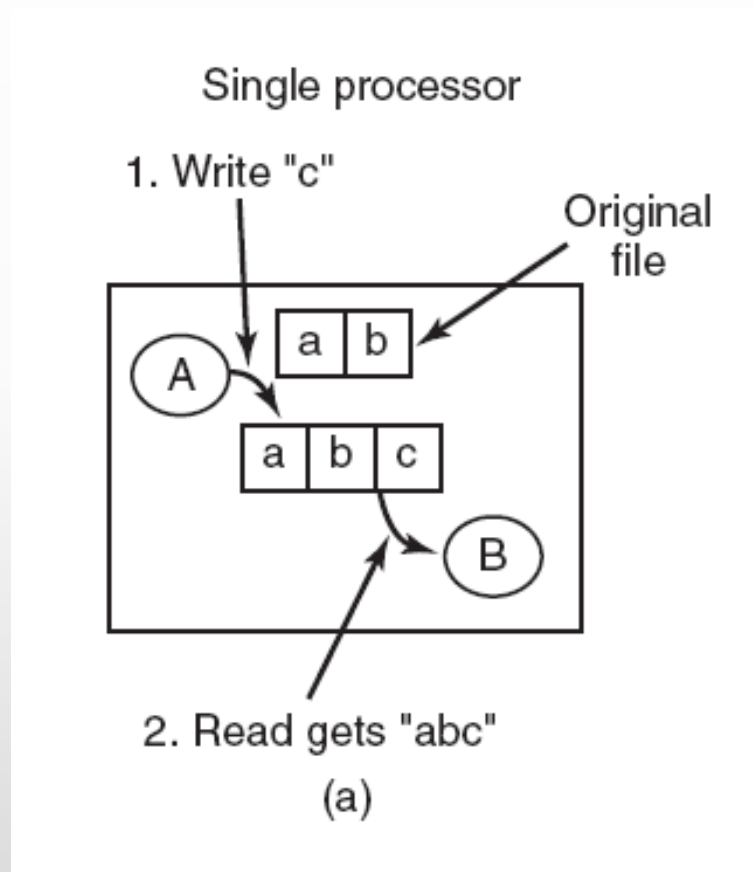 Single processor
1. Write "c"
Original
file
a b
A
a b c
B
2. Read gets "abc"
(a)